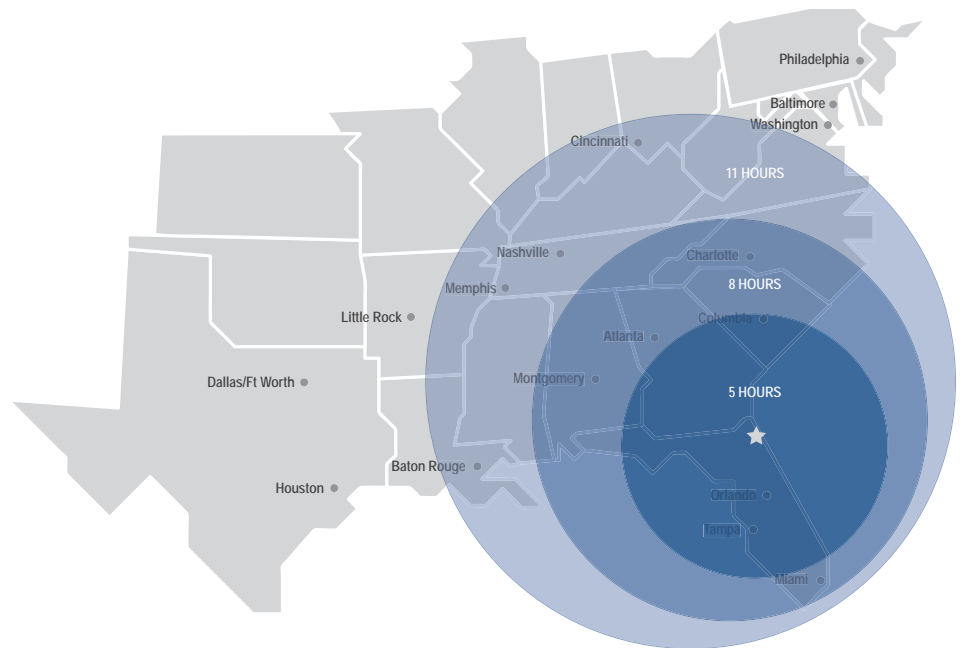 Philadelphia
Baltimore
Washington
Cincinnati
11 HOURS
Nashville
Charlotte
8 HOURS
Memphis
Little Rock
Columbia
Atlanta
Dallas/Ft Worth
Montgomery
5 HOURS
Baton Rouge
Houston
Orlando
Tampa
Miami